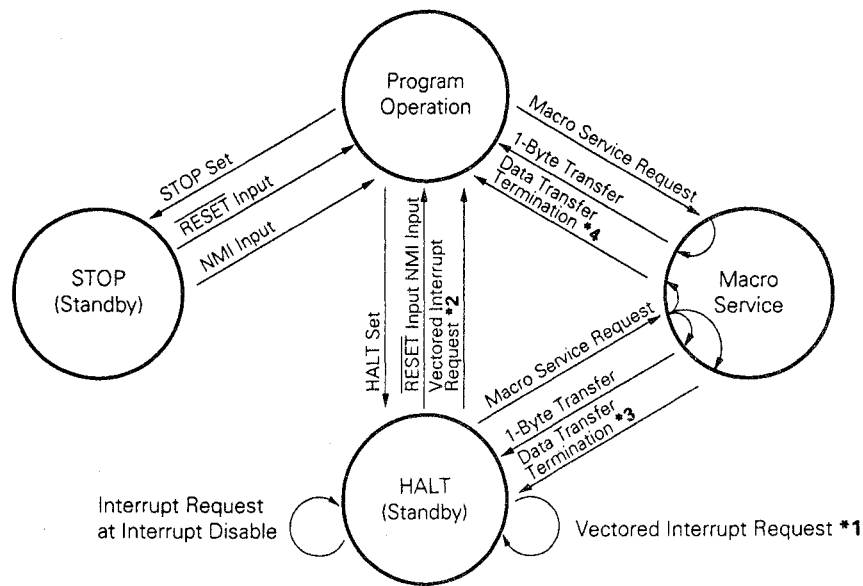 Program
Operation
STOP Set
RESET Input
NMI Input
Macro Service Request
1-Byte Transfer
Data Transfer
Termination *4
STOP
(Standby)
Macro
Service
HALT Set
RESET Input NMI Input
Vectored Interrupt
Request *2
Macro Service Request
1-Byte Transfer
Data Transfer
Termination *3
HALT
(Standby)
Interrupt Request
at Interrupt Disable
Vectored Interrupt Request *1